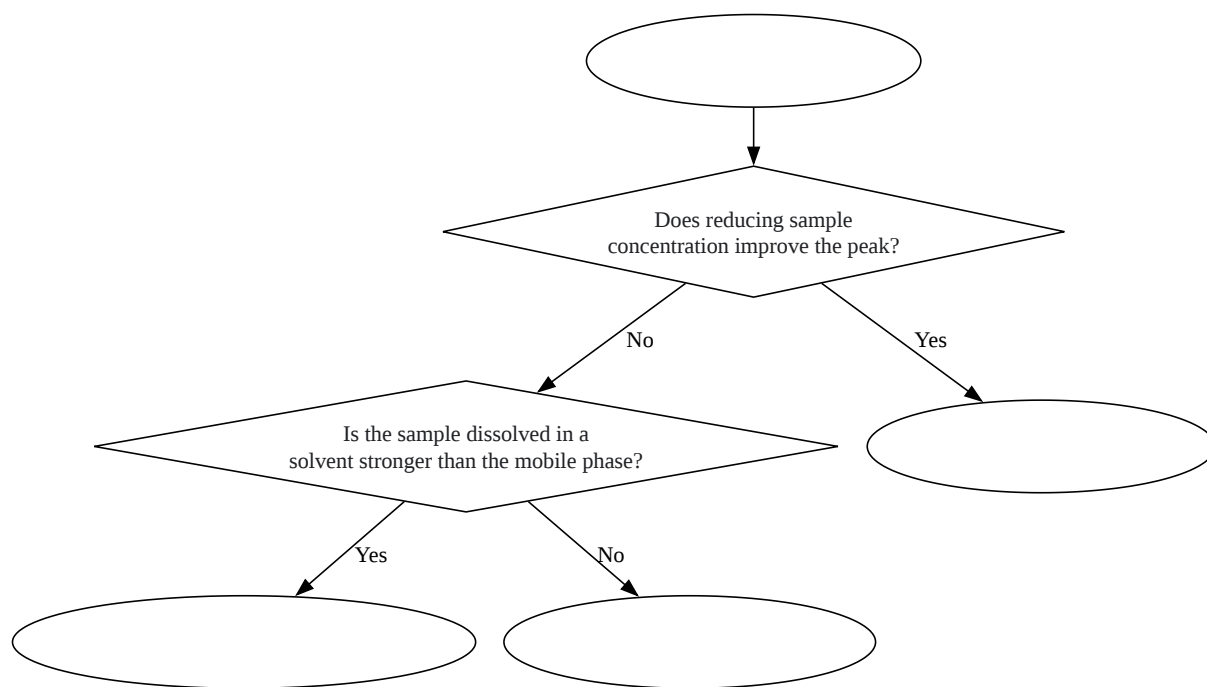 Does reducing sample
concentration improve the peak?
No
Yes
Is the sample dissolved in a
solvent stronger than the mobile phase?
Yes
No